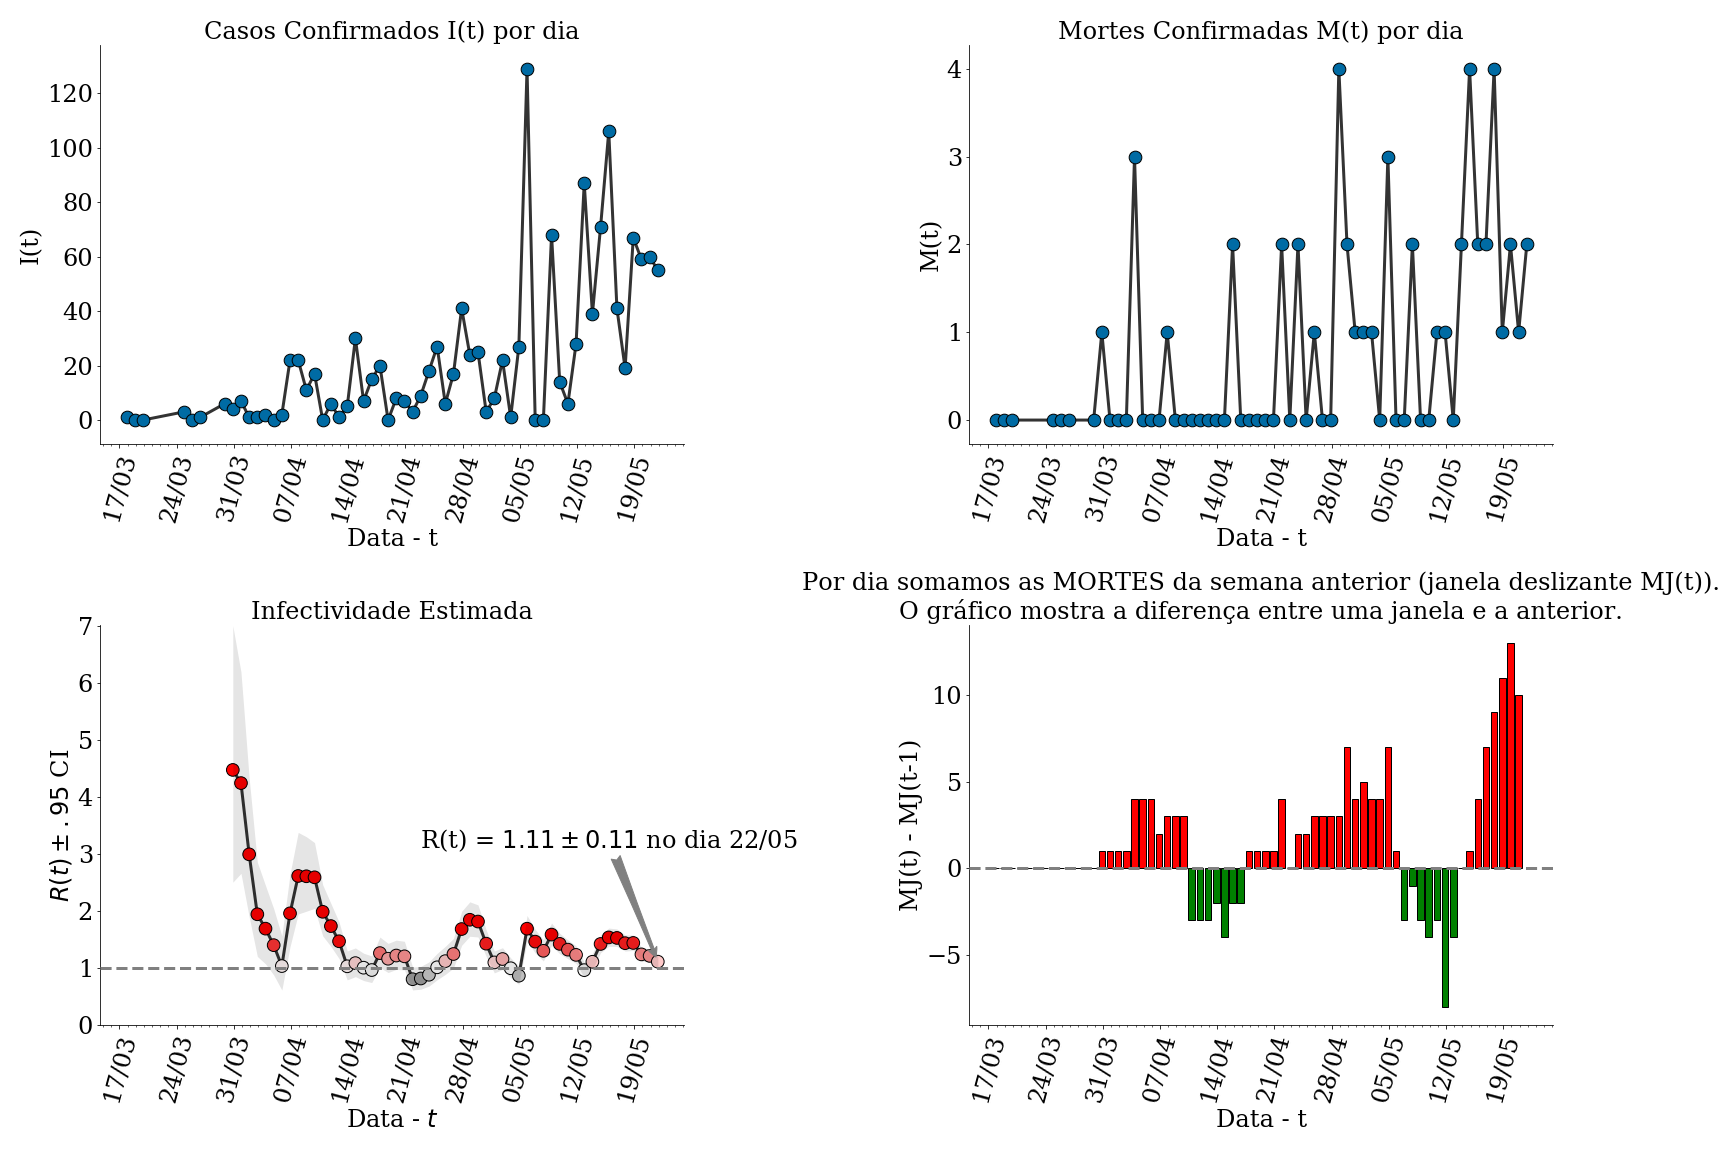 Casos Confirmados I(t) por dia
I(t)
120
100
80
60
40
20
0
17/03 24/03 31/03 07/04 14/04 21/04 28/04 05/05 12/05 19/05
Data - t
Mortes Confirmadas M(t) por dia
M(t)
4
3
2
1
0
17/03 24/03 31/03 07/04 14/04 21/04 28/04 05/05 12/05 19/05
Data - t
Infectividade Estimada
R(t) ± .95 CI
7
6
5
4
3
2
1
0
R(t) = 1.11 ± 0.11 no dia 22/05
17/03 24/03 31/03 07/04 14/04 21/04 28/04 05/05 12/05 19/05
Data - t
Por dia somamos as MORTES da semana anterior (janela deslizante MJ(t)).
O gráfico mostra a diferença entre uma janela e a anterior.
MJ(t) - MJ(t-1)
10
5
0
−5
17/03 24/03 31/03 07/04 14/04 21/04 28/04 05/05 12/05 19/05
Data - t